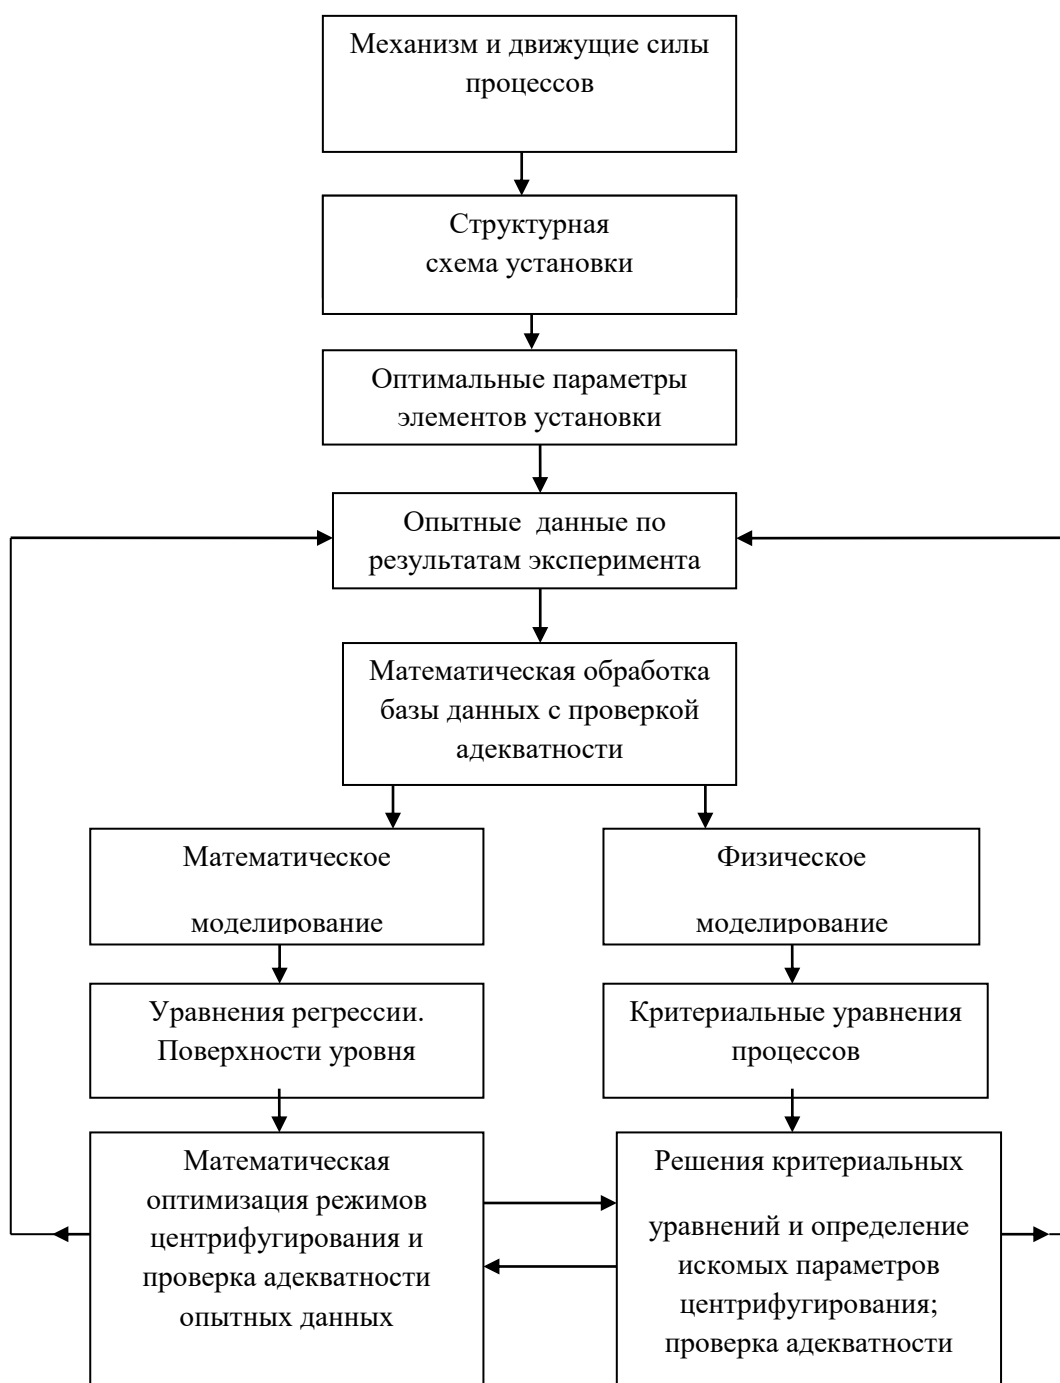 Механизм и движущие силы
процессов
Структурная
схема установки
Оптимальные параметры
элементов установки
Опытные данные по
результатам эксперимента
Математическая обработка
базы данных с проверкой
адекватности
Математическое
моделирование
Физическое
моделирование
Уравнения регрессии.
Поверхности уровня
Критериальные уравнения
процессов
Математическая
оптимизация режимов
центрифугирования и
проверка адекватности
опытных данных
Решения критериальных
уравнений и определение
искомых параметров
центрифугирования;
проверка адекватности